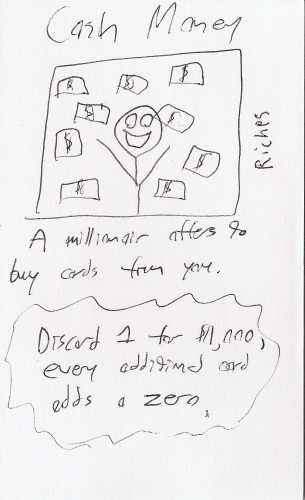 Cash Money
$ $ $
$ $
$ $
$ $
Riches
A millionair offers to
buy cards from you.
Discard 1 for $1,000,
every additinal card
adds a zero.